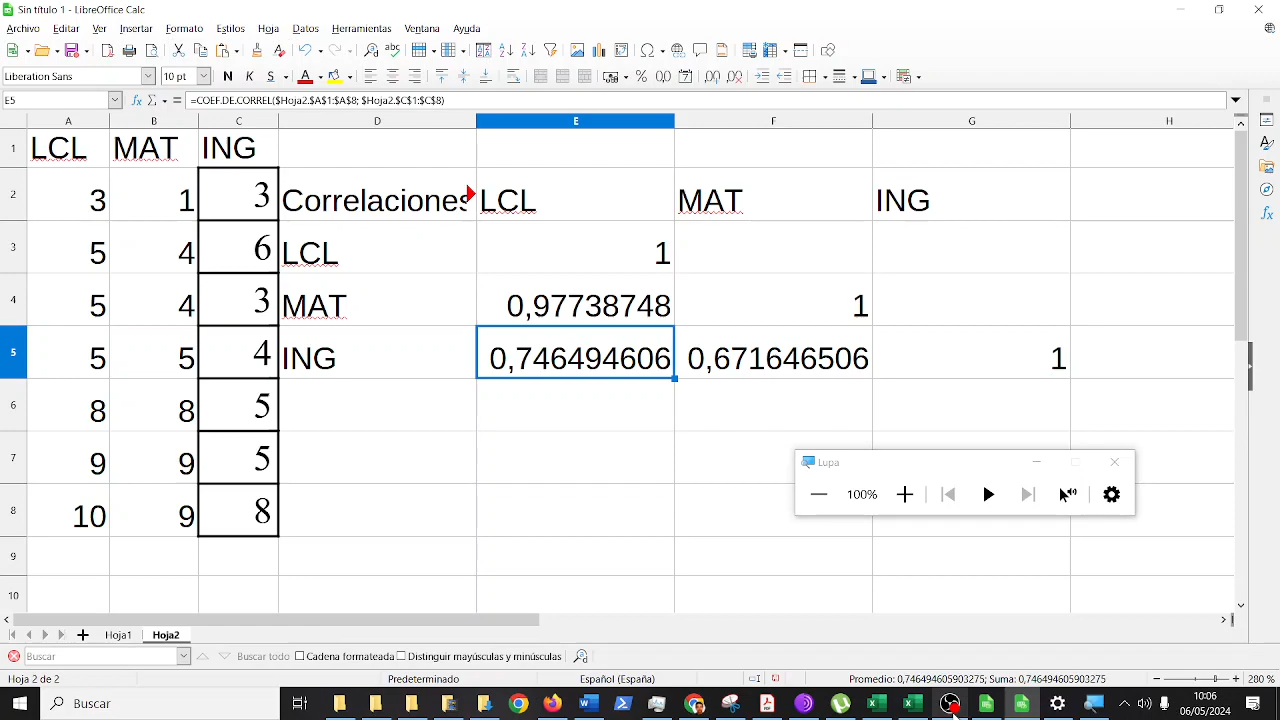 Sin título 1 - LibreOffice Calc
Archivo Editar Ver Insertar Formato Estilos Hoja Datos Herramientas Ventana Ayuda
Liberation Sans 10 pt N K S
E5 =COEF.DE.CORREL($Hoja2.$A$1:$A$8; $Hoja2.$C$1:$C$8)
A B C D E F G H
1 LCL MAT ING
2 3 1 3 Correlaciones LCL MAT ING
3 5 4 6 LCL 1
4 5 4 3 MAT 0,97738748 1
5 5 5 4 ING 0,746494606 0,671646506 1
6 8 8 5
7 9 9 5
8 10 9 8
9
10
Lupa
100%
Hoja1 Hoja2
Buscar Buscar todo Cadena formateada Distinguir mayúsculas y minúsculas
Hoja 2 de 2 Predeterminado Español (España) Promedio: 0,746494605903275; Suma: 0,746494605903275 280 %
Buscar
10:06
06/05/2024